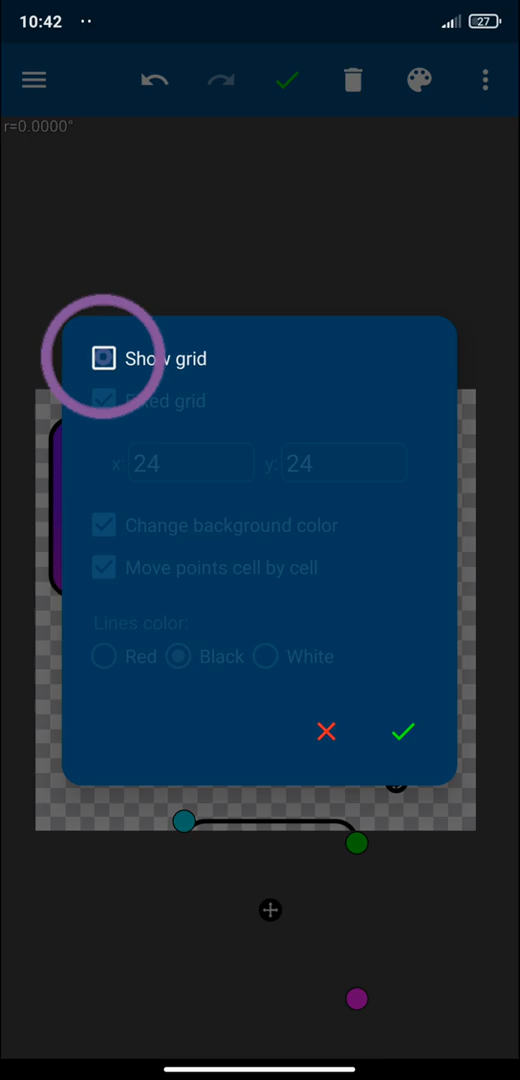 10:42
27
r=0.0000°
Show grid
Fixed grid
x: 24 y: 24
Change background color
Move points cell by cell
Lines color:
Red Black White